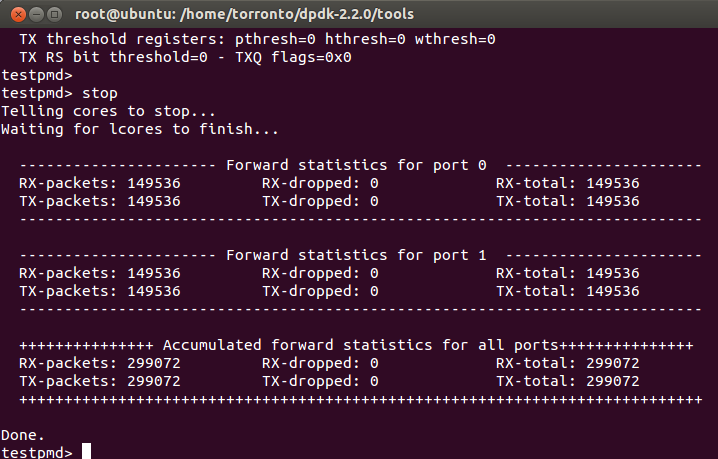 root@ubuntu: /home/torronto/dpdk-2.2.0/tools
  TX threshold registers: pthresh=0 hthresh=0 wthresh=0
  TX RS bit threshold=0 - TXQ flags=0x0
testpmd>
testpmd> stop
Telling cores to stop...
Waiting for lcores to finish...

  ---------------------- Forward statistics for port 0  ----------------------
  RX-packets: 149536         RX-dropped: 0             RX-total: 149536
  TX-packets: 149536         TX-dropped: 0             TX-total: 149536
  ----------------------------------------------------------------------------

  ---------------------- Forward statistics for port 1  ----------------------
  RX-packets: 149536         RX-dropped: 0             RX-total: 149536
  TX-packets: 149536         TX-dropped: 0             TX-total: 149536
  ----------------------------------------------------------------------------

  +++++++++++++++ Accumulated forward statistics for all ports+++++++++++++++
  RX-packets: 299072         RX-dropped: 0             RX-total: 299072
  TX-packets: 299072         TX-dropped: 0             TX-total: 299072
  ++++++++++++++++++++++++++++++++++++++++++++++++++++++++++++++++++++++++++++

Done.
testpmd>